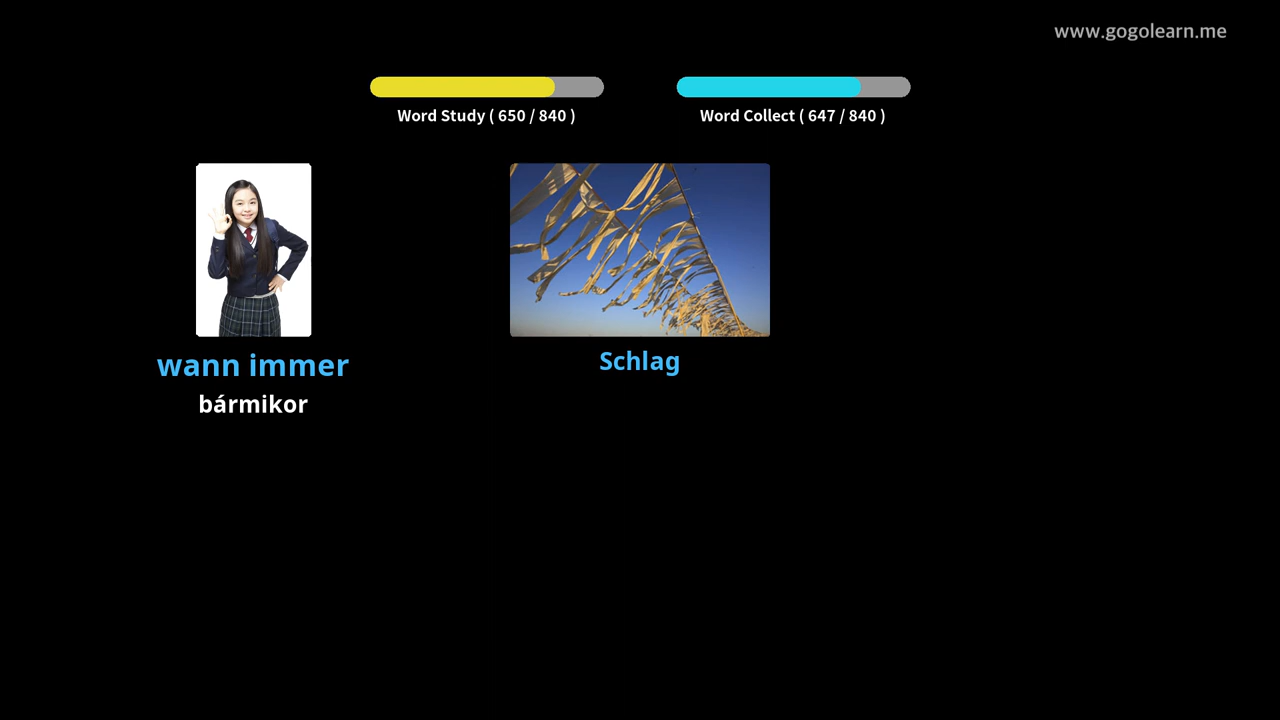 www.gogolearn.me
Word Study ( 650 / 840 )
Word Collect ( 647 / 840 )
wann immer
bármikor
Schlag